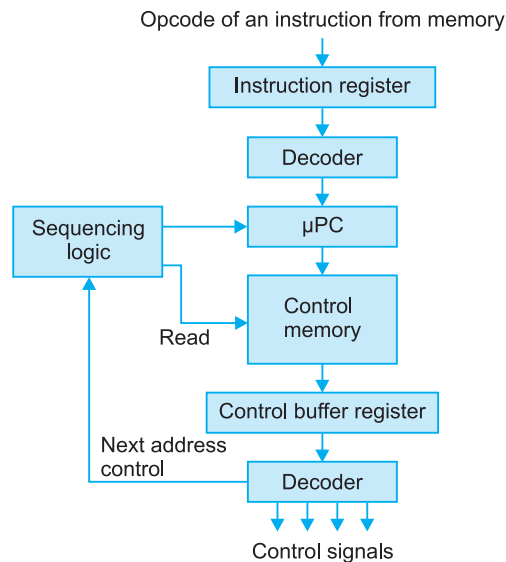 Opcode of an instruction from memory
Instruction register
Decoder
Sequencing
logic
µPC
Control
memory
Read
Control buffer register
Next address
control
Decoder
Control signals